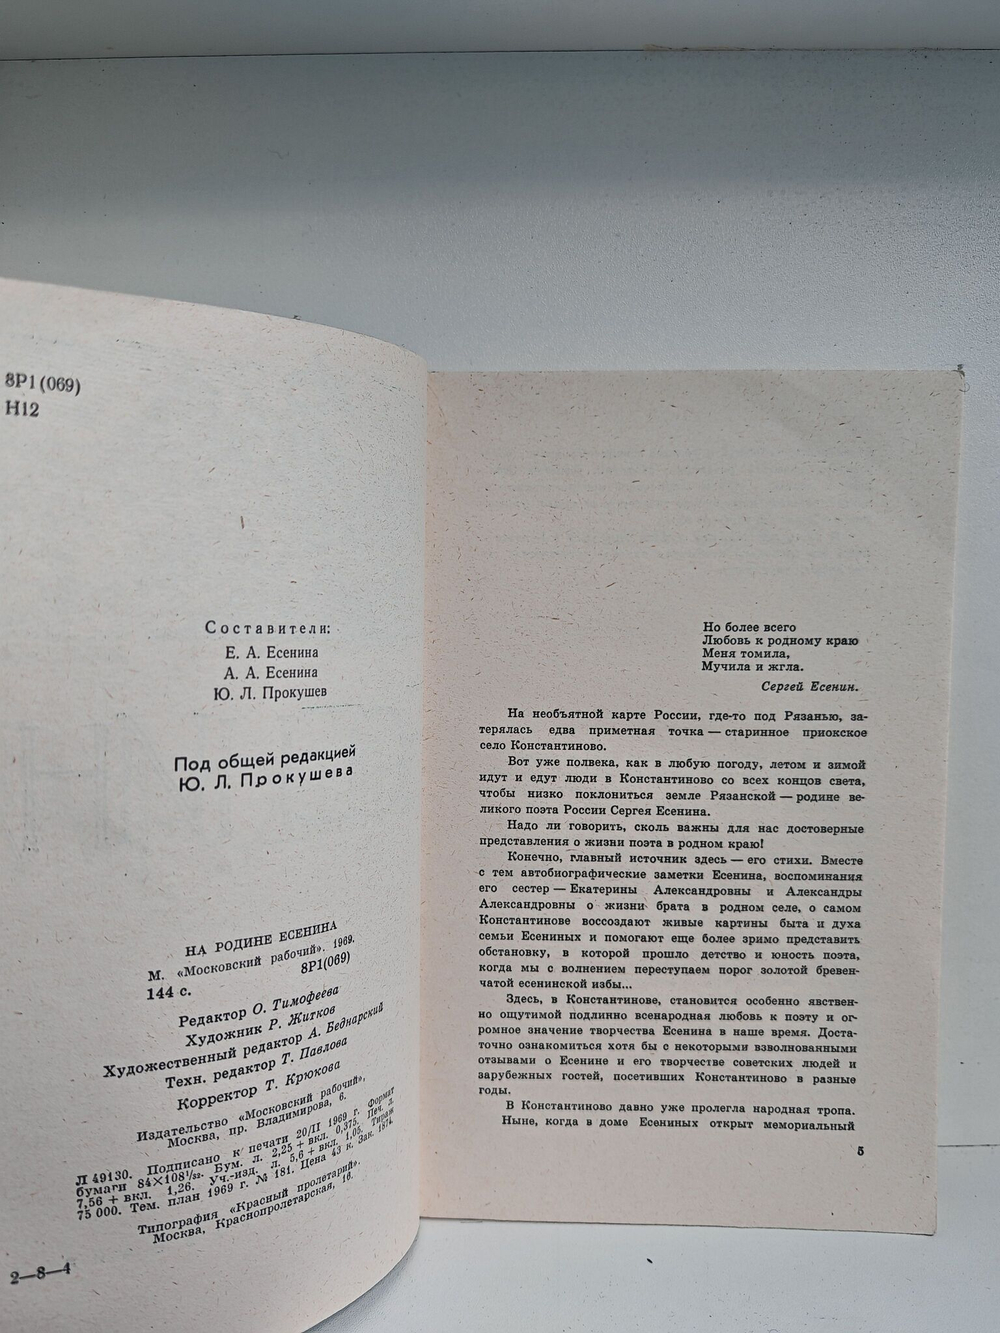 8Р1(069)
Н12
Составители:
Е. А. Есенина
А. А. Есенина
Ю. Л. Прокушев
Под общей редакцией
Ю. Л. Прокушева
НА РОДИНЕ ЕСЕНИНА
М. «Московский рабочий». 1969.
144 с. 8Р1(069)
Редактор О. Тимофеева
Художник Р. Житков
Художественный редактор А. Беднарский
Техн. редактор Т. Павлова
Корректор Т. Крюкова
Издательство «Московский рабочий»,
Москва, пр. Владимирова, 6.
Л 49130. Подписано к печати 20/II 1969 г. Формат
бумаги 84×108¹/₃₂. Бум. л. 2,25 + вкл. 0,375. Печ. л.
7,56 + вкл. 1,26. Уч.-изд. л. 5,6 + вкл. 1,05. Тираж
75 000. Тем. план 1969 г. № 181. Цена 43 к. Зак. 1874.
Типография «Красный пролетарий».
Москва, Краснопролетарская, 16.
2—8—4
Но более всего
Любовь к родному краю
Меня томила,
Мучила и жгла.
Сергей Есенин.
На необъятной карте России, где-то под Рязанью, за-
терялась едва приметная точка — старинное приокское
село Константиново.
Вот уже полвека, как в любую погоду, летом и зимой
идут и едут люди в Константиново со всех концов света,
чтобы низко поклониться земле Рязанской — родине ве-
ликого поэта России Сергея Есенина.
Надо ли говорить, сколь важны для нас достоверные
представления о жизни поэта в родном краю!
Конечно, главный источник здесь — его стихи. Вместе
с тем автобиографические заметки Есенина, воспоминания
его сестер — Екатерины Александровны и Александры
Александровны о жизни брата в родном селе, о самом
Константинове воссоздают живые картины быта и духа
семьи Есениных и помогают еще более зримо представить
обстановку, в которой прошло детство и юность поэта,
когда мы с волнением переступаем порог золотой бревен-
чатой есенинской избы...
Здесь, в Константинове, становится особенно явствен-
но ощутимой подлинно всенародная любовь к поэту и ог-
ромное значение творчества Есенина в наше время. Доста-
точно ознакомиться хотя бы с некоторыми взволнованными
отзывами о Есенине и его творчестве советских людей и
зарубежных гостей, посетивших Константиново в разные
годы.
В Константиново давно уже пролегла народная тропа.
Ныне, когда в доме Есениных открыт мемориальный
5